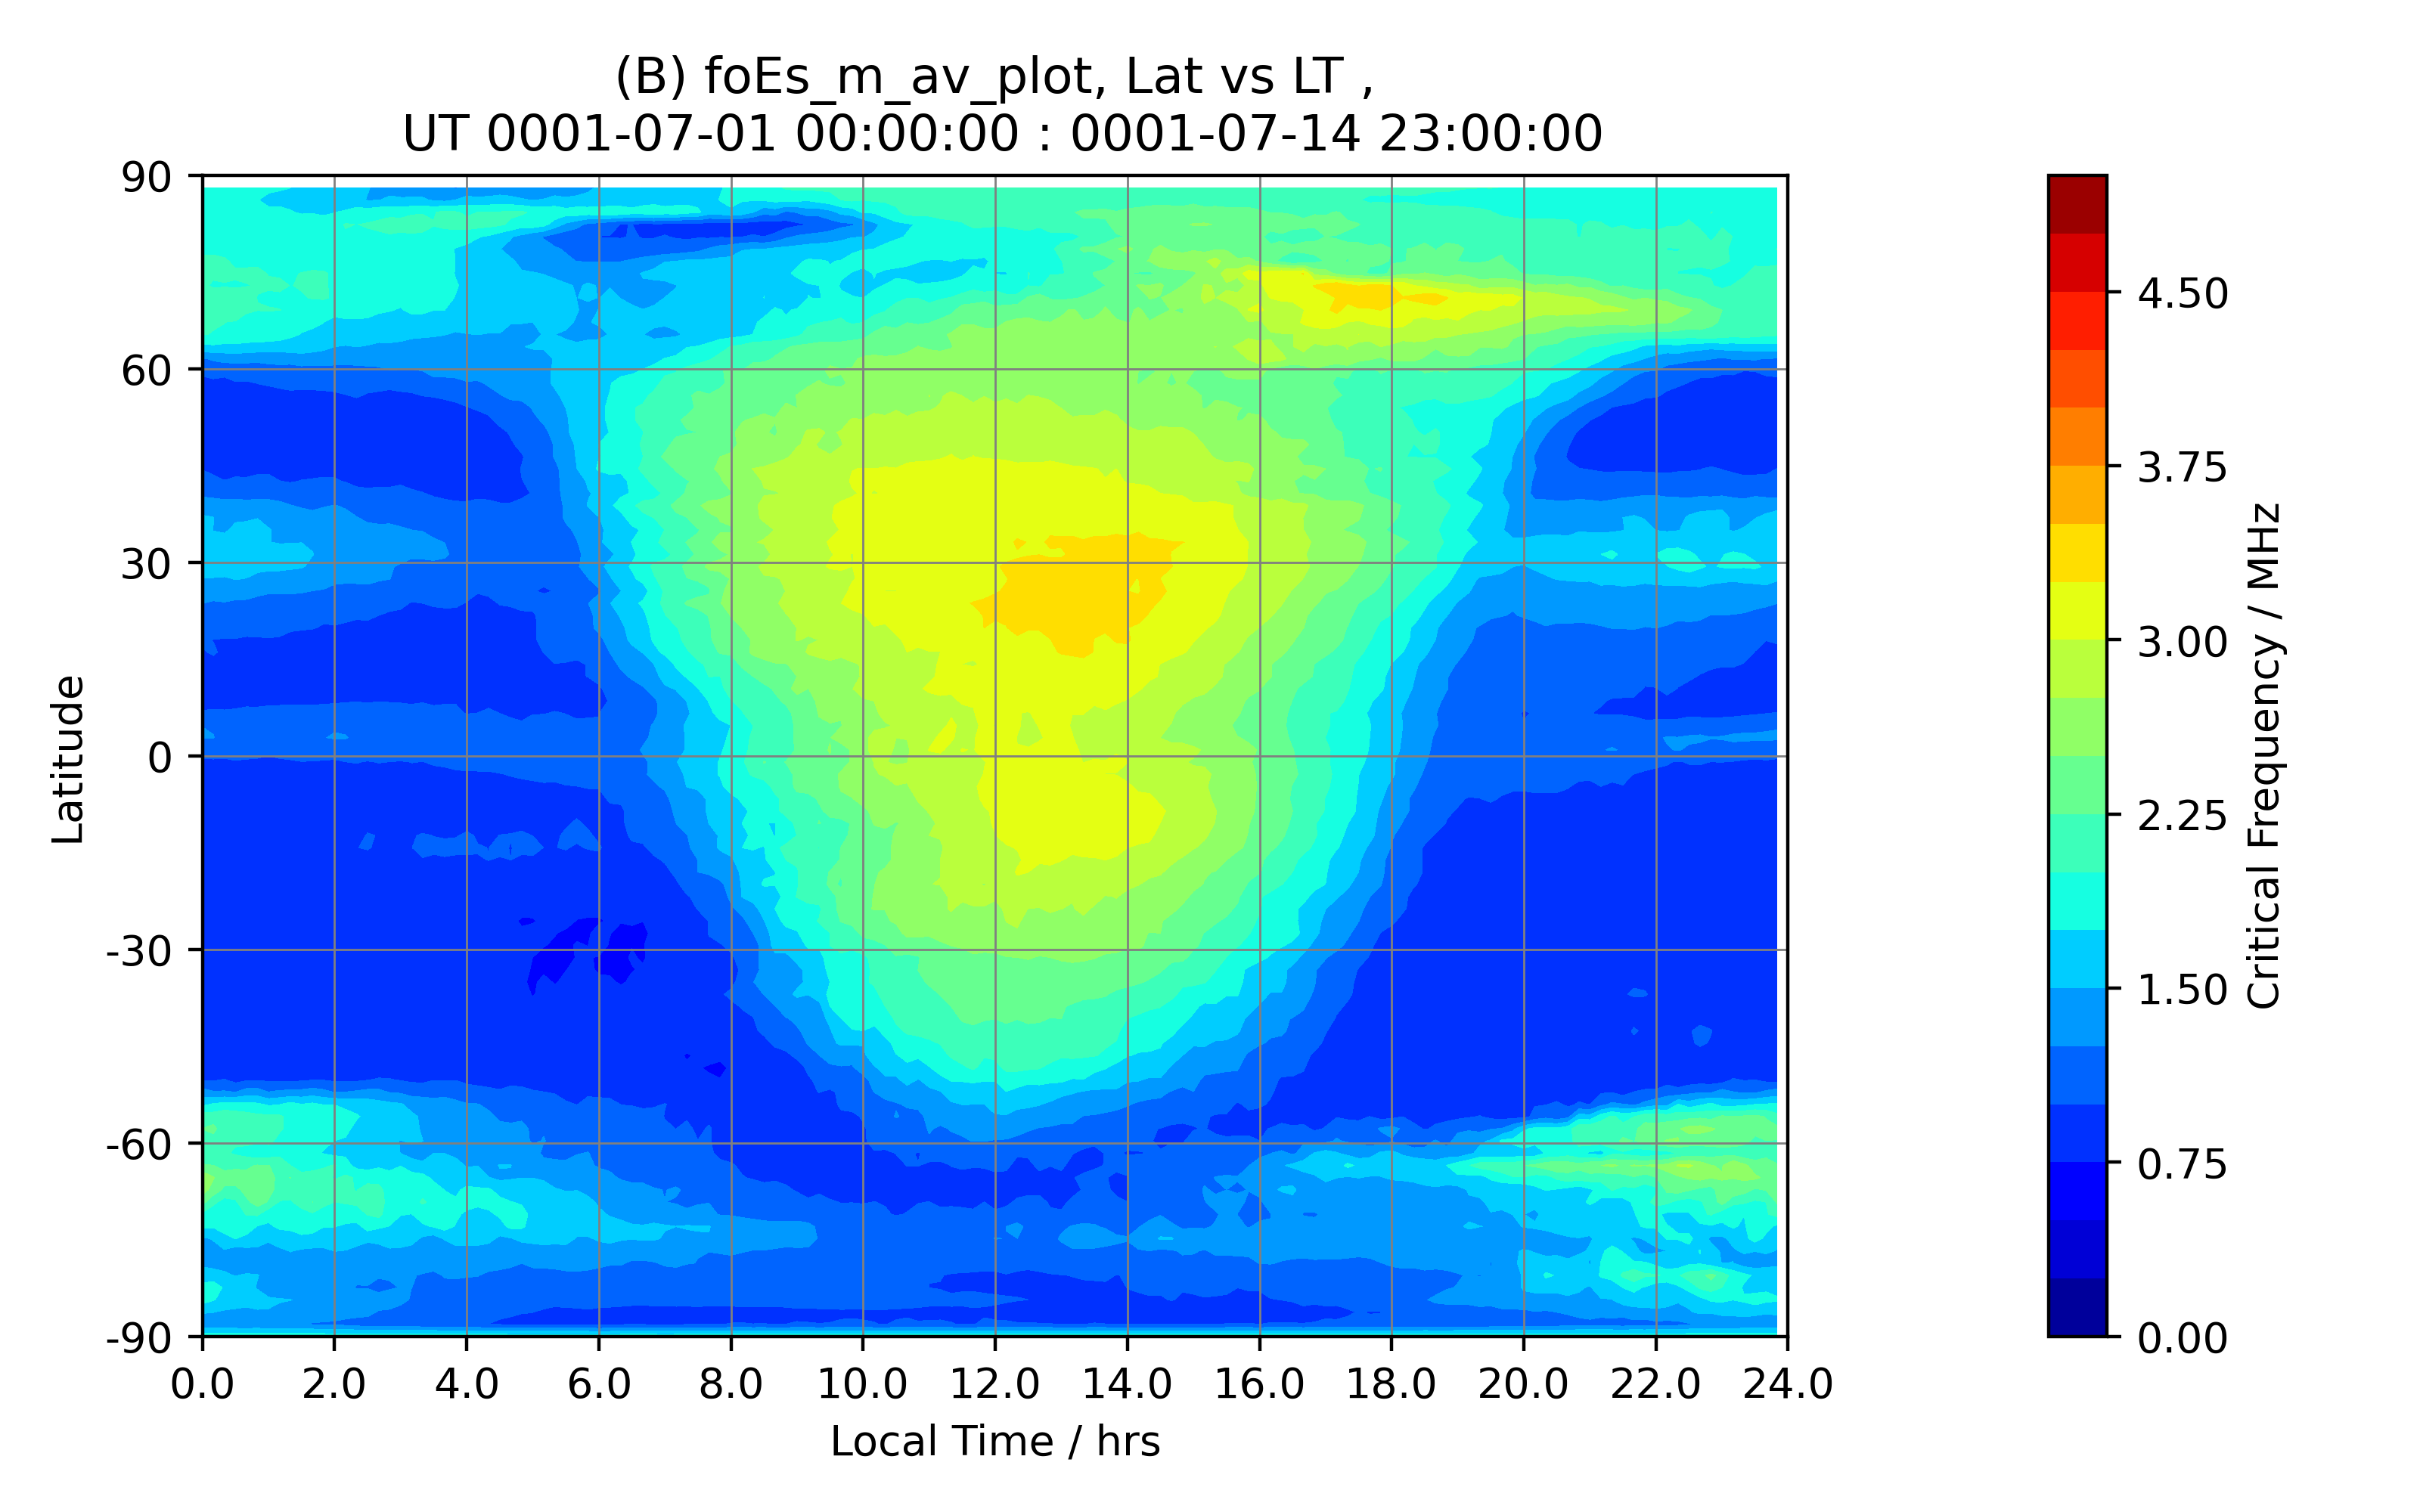 (B) foEs_m_av_plot, Lat vs LT ,
UT 0001-07-01 00:00:00 : 0001-07-14 23:00:00
90
60
30
0
-30
-60
-90
Latitude
0.0 2.0 4.0 6.0 8.0 10.0 12.0 14.0 16.0 18.0 20.0 22.0 24.0
Local Time / hrs
4.50
3.75
3.00
2.25
1.50
0.75
0.00
Critical Frequency / MHz